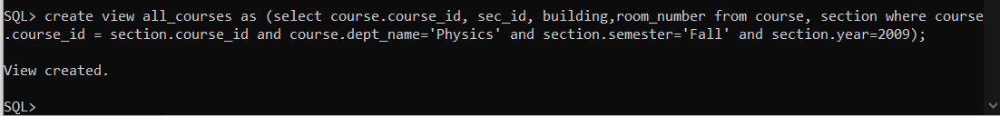 SQL> create view all_courses as (select course.course_id, sec_id, building,room_number from course, section where course
.course_id = section.course_id and course.dept_name='Physics' and section.semester='Fall' and section.year=2009);
View created.
SQL>